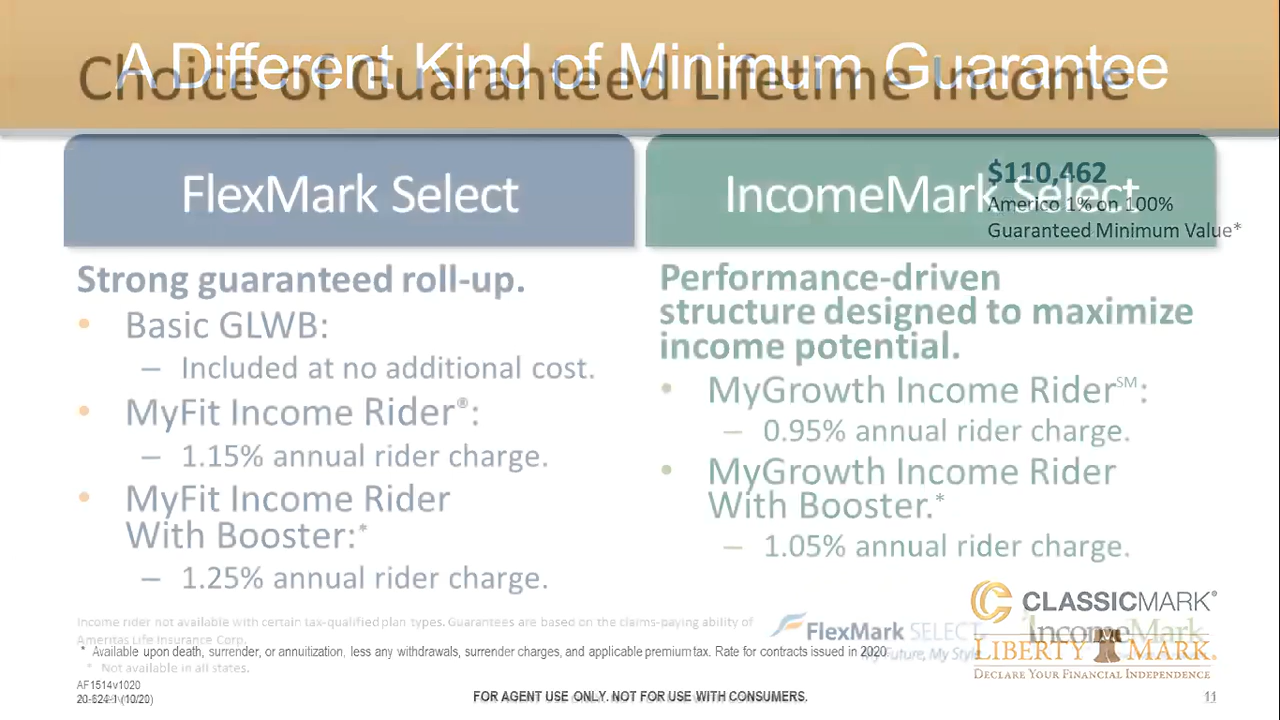 A Different Kind of Minimum Guarantee
Choice of Guaranteed Lifetime Income
FlexMark Select
IncomeMark Select
$110,462
Americo 1% on 100%
Guaranteed Minimum Value*
Strong guaranteed roll-up.
• Basic GLWB:
– Included at no additional cost.
• MyFit Income Rider®:
– 1.15% annual rider charge.
• MyFit Income Rider
With Booster:*
– 1.25% annual rider charge.
Performance-driven
structure designed to maximize
income potential.
• MyGrowth Income Rider℠:
– 0.95% annual rider charge.
• MyGrowth Income Rider
With Booster.*
– 1.05% annual rider charge.
Income rider not available with certain tax-qualified plan types. Guarantees are based on the claims-paying ability of
Ameritas Life Insurance Corp.
* Available upon death, surrender, or annuitization, less any withdrawals, surrender charges, and applicable premium tax. Rate for contracts issued in 2020
* Not available in all states.
CLASSICMARK®
FlexMark SELECT
My Future, My Style
IncomeMark
LIBERTY MARK®
DECLARE YOUR FINANCIAL INDEPENDENCE
AF1514v1020
20-624-1 (10/20)
FOR AGENT USE ONLY. NOT FOR USE WITH CONSUMERS.
11